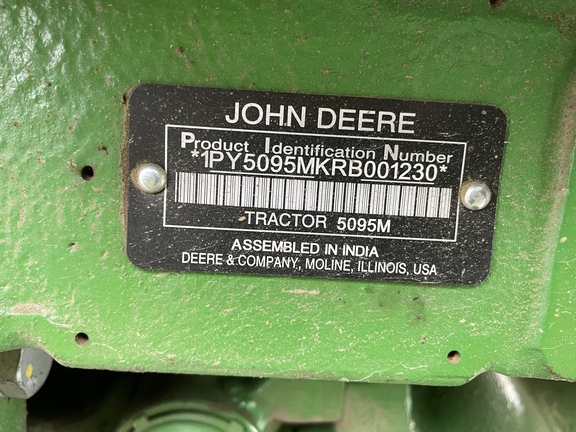 JOHN DEERE
Product Identification Number
*1PY5095MKRB001230*
TRACTOR 5095M
ASSEMBLED IN INDIA
DEERE & COMPANY, MOLINE, ILLINOIS, USA